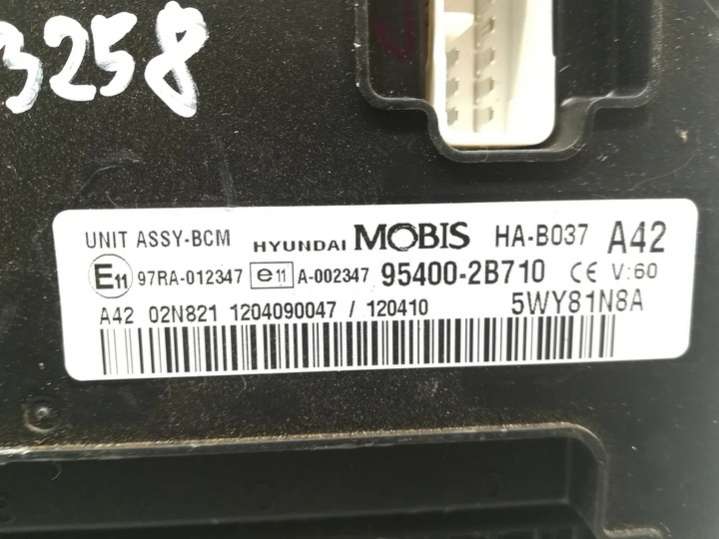 3258
UNIT ASSY-BCM HYUNDAI MOBIS HA-B037 A42
E11 97RA-012347 e11 A-002347 95400-2B710 CE V:60
A42 02N821 1204090047 / 120410 5WY81N8A